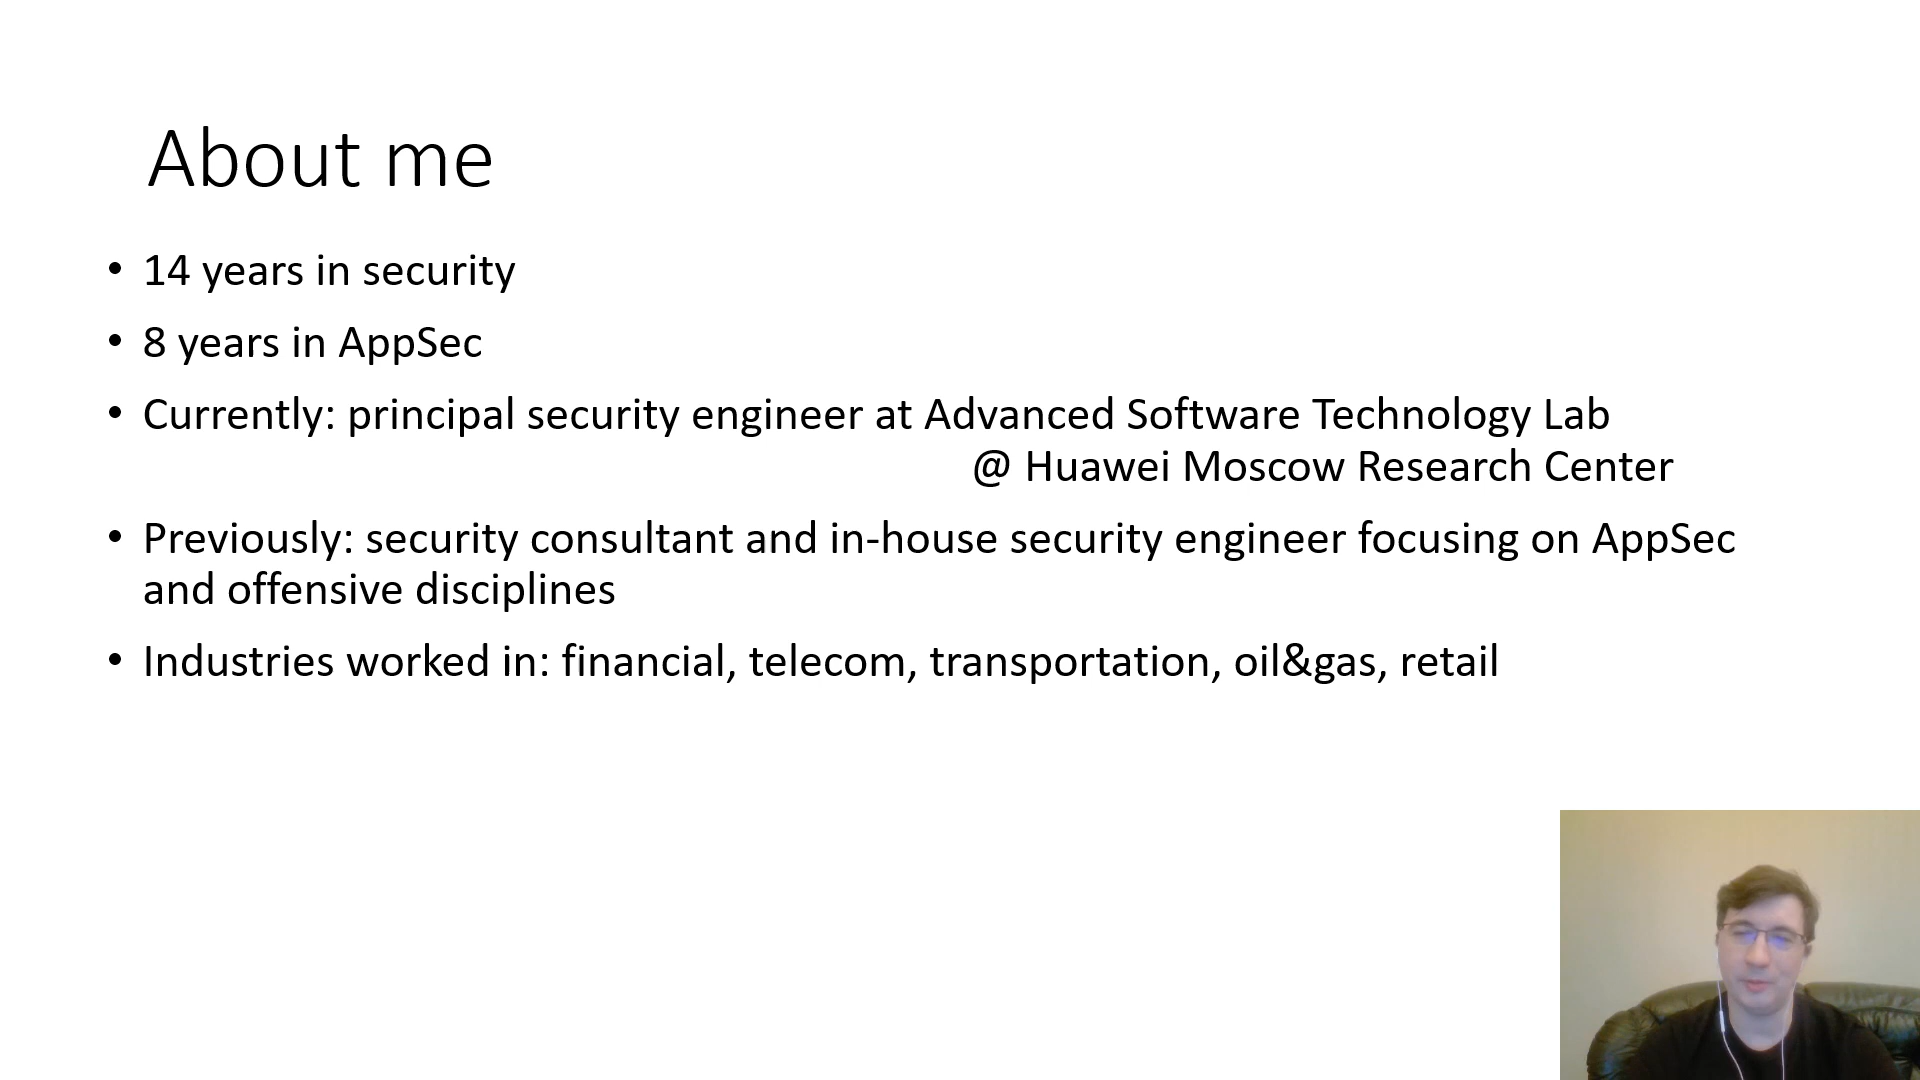 About me
• 14 years in security
• 8 years in AppSec
• Currently: principal security engineer at Advanced Software Technology Lab
@ Huawei Moscow Research Center
• Previously: security consultant and in-house security engineer focusing on AppSec
and offensive disciplines
• Industries worked in: financial, telecom, transportation, oil&gas, retail